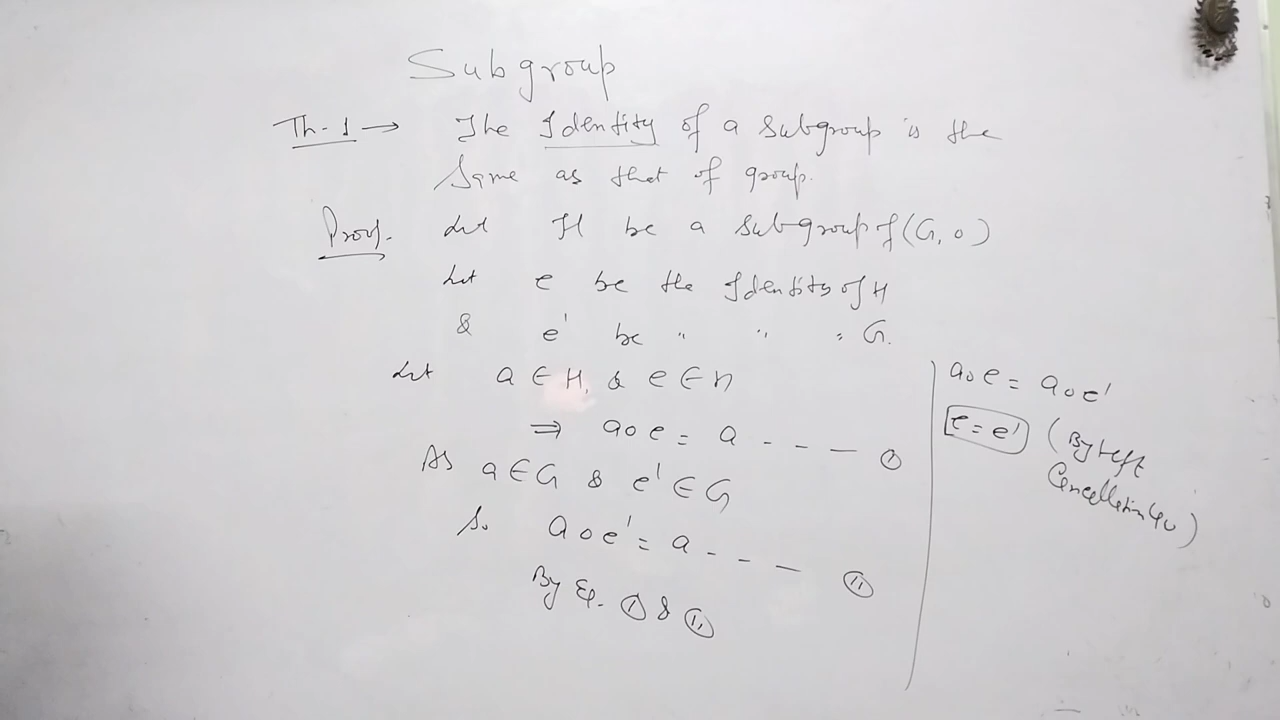 Subgroup
Th-1 → The Identity of a Subgroup is the
Same as that of group.
Proof. Let H be a Subgroup of (G, o)
Let e be the Identity of H
& e' be " " " G.
Let a ∈ H, & e ∈ H
⇒ a o e = a - - — ①
As a ∈ G & e' ∈ G
So a o e' = a - - — ⑪
By Eq. ① & ⑪
a o e = a o e'
e = e' (By Left
Cancellation Law)